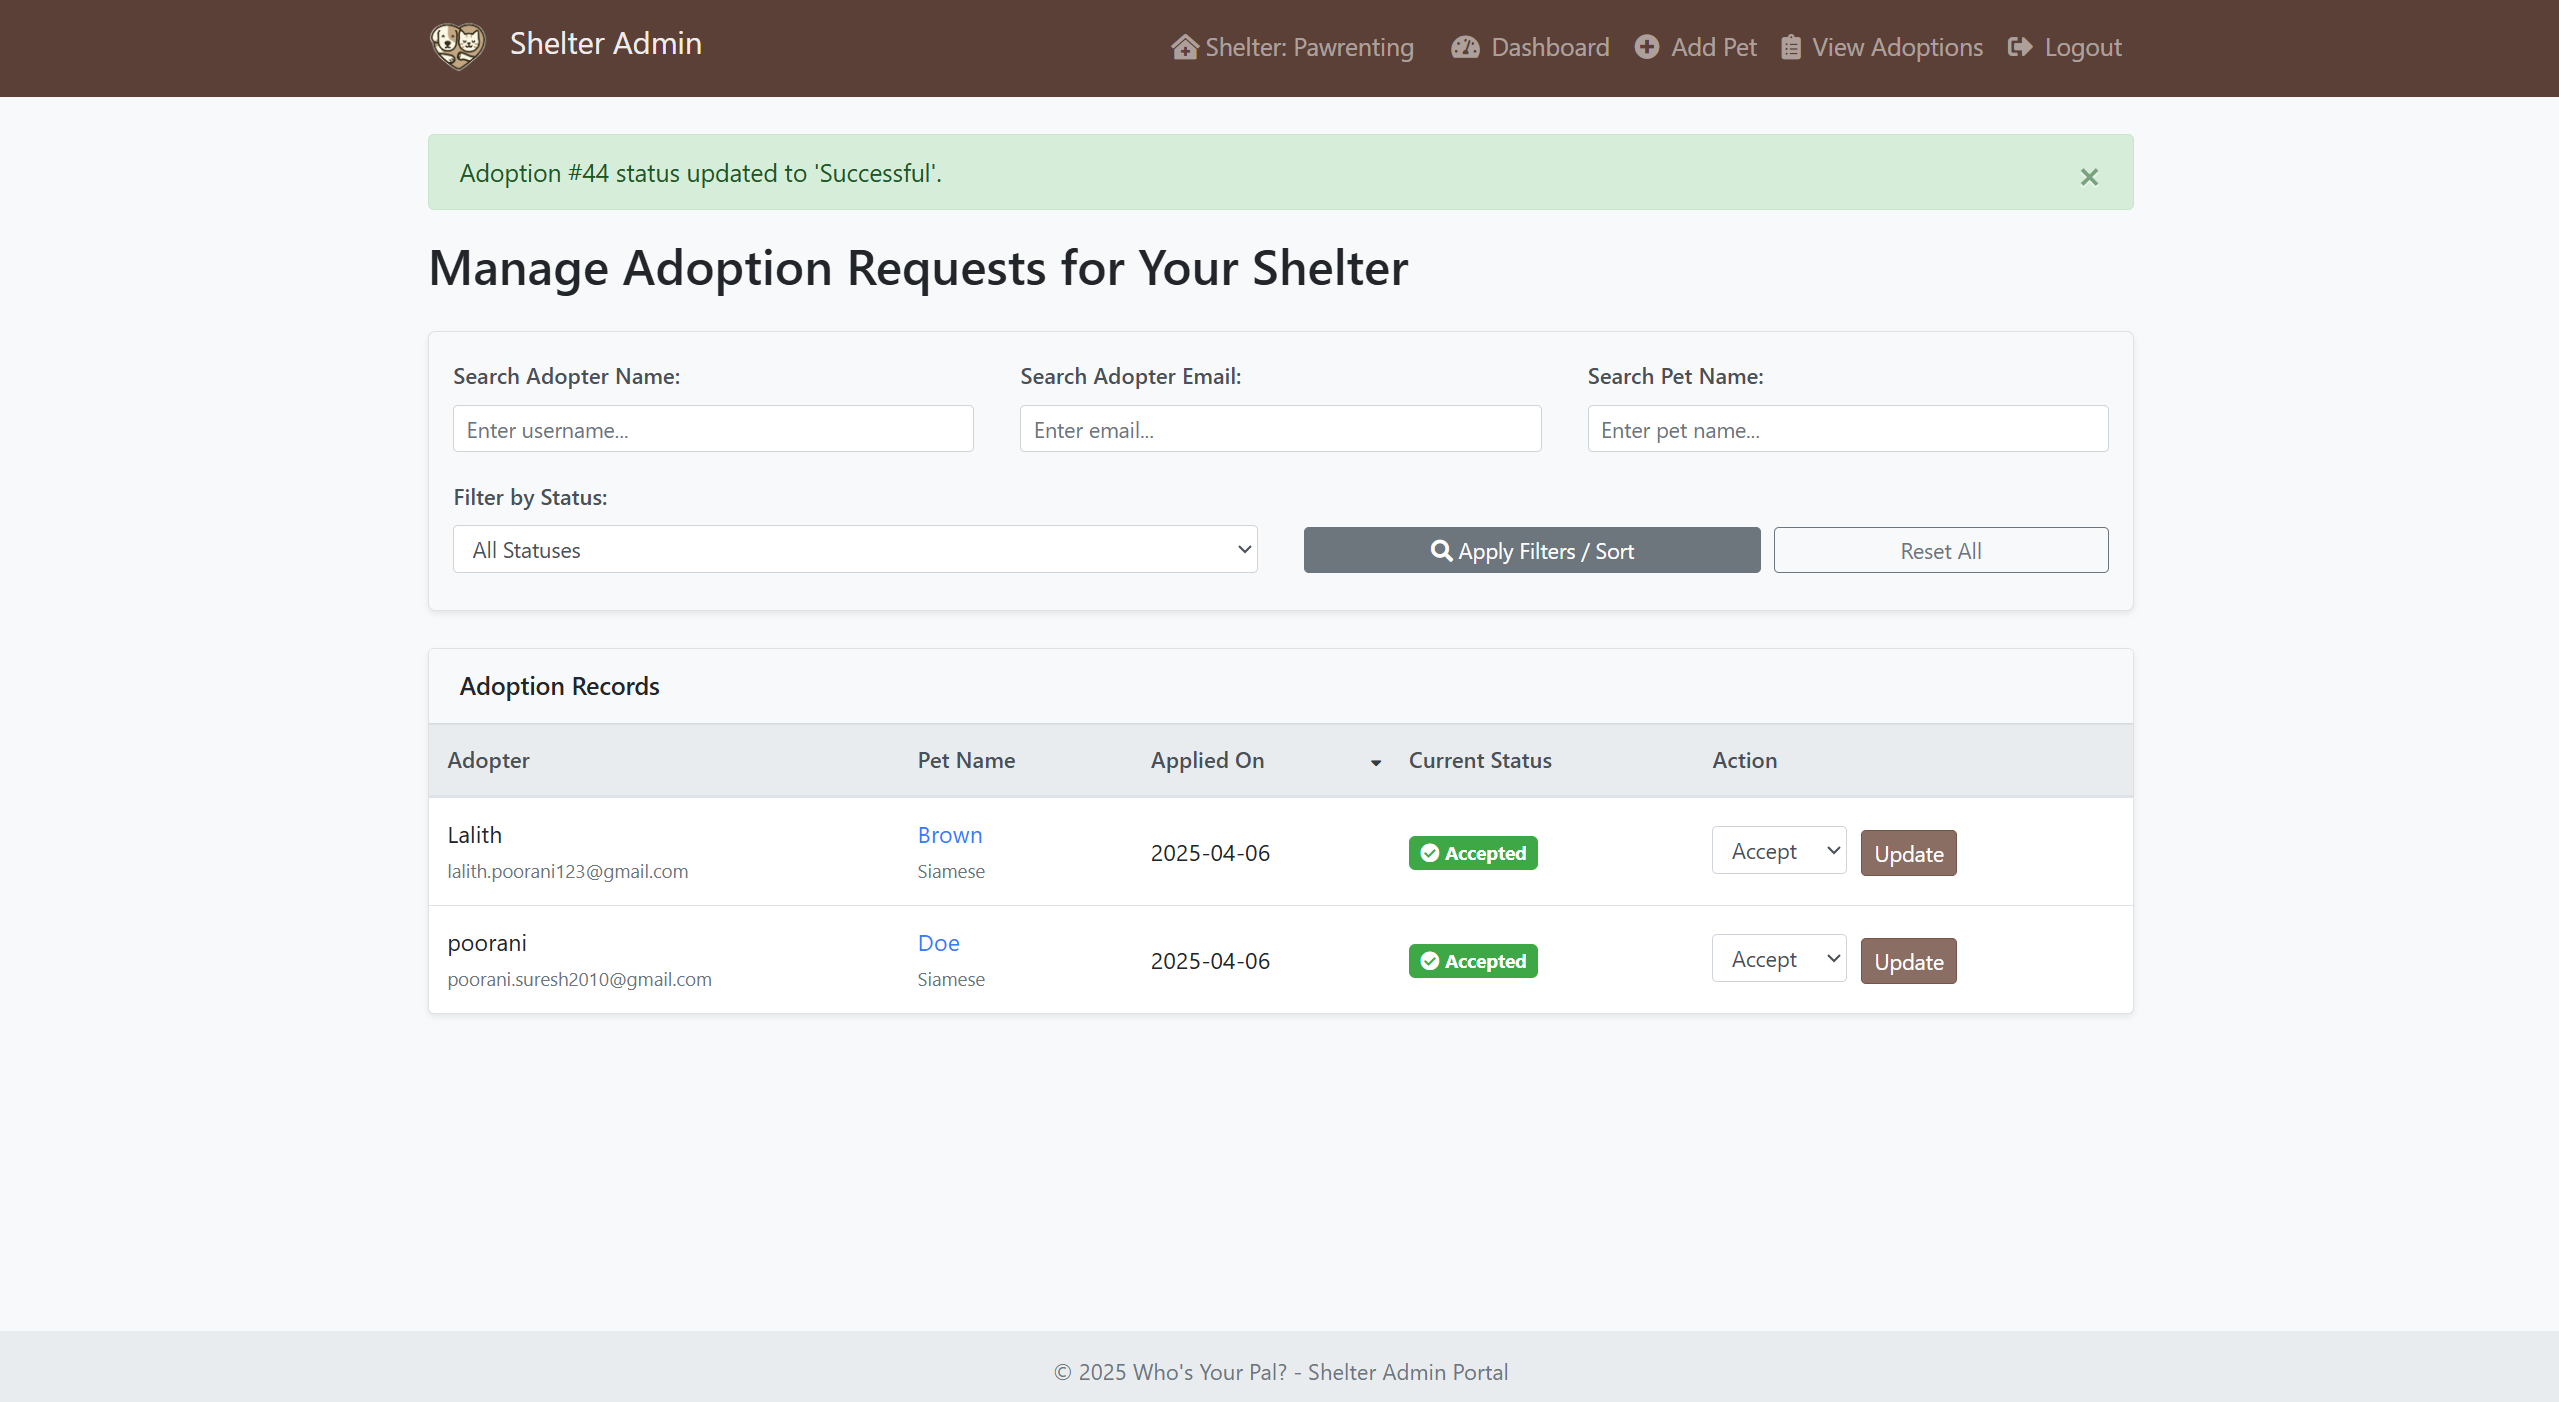 Shelter Admin
Shelter: Pawrenting Dashboard Add Pet View Adoptions Logout
Adoption #44 status updated to 'Successful'.
×
Manage Adoption Requests for Your Shelter
Search Adopter Name: Search Adopter Email: Search Pet Name:
Enter username... Enter email... Enter pet name...
Filter by Status:
All Statuses Apply Filters / Sort Reset All
Adoption Records
Adopter Pet Name Applied On Current Status Action
Lalith Brown
2025-04-06 Accepted Accept Update
lalith.poorani123@gmail.com Siamese
poorani Doe
2025-04-06 Accepted Accept Update
poorani.suresh2010@gmail.com Siamese
© 2025 Who's Your Pal? - Shelter Admin Portal